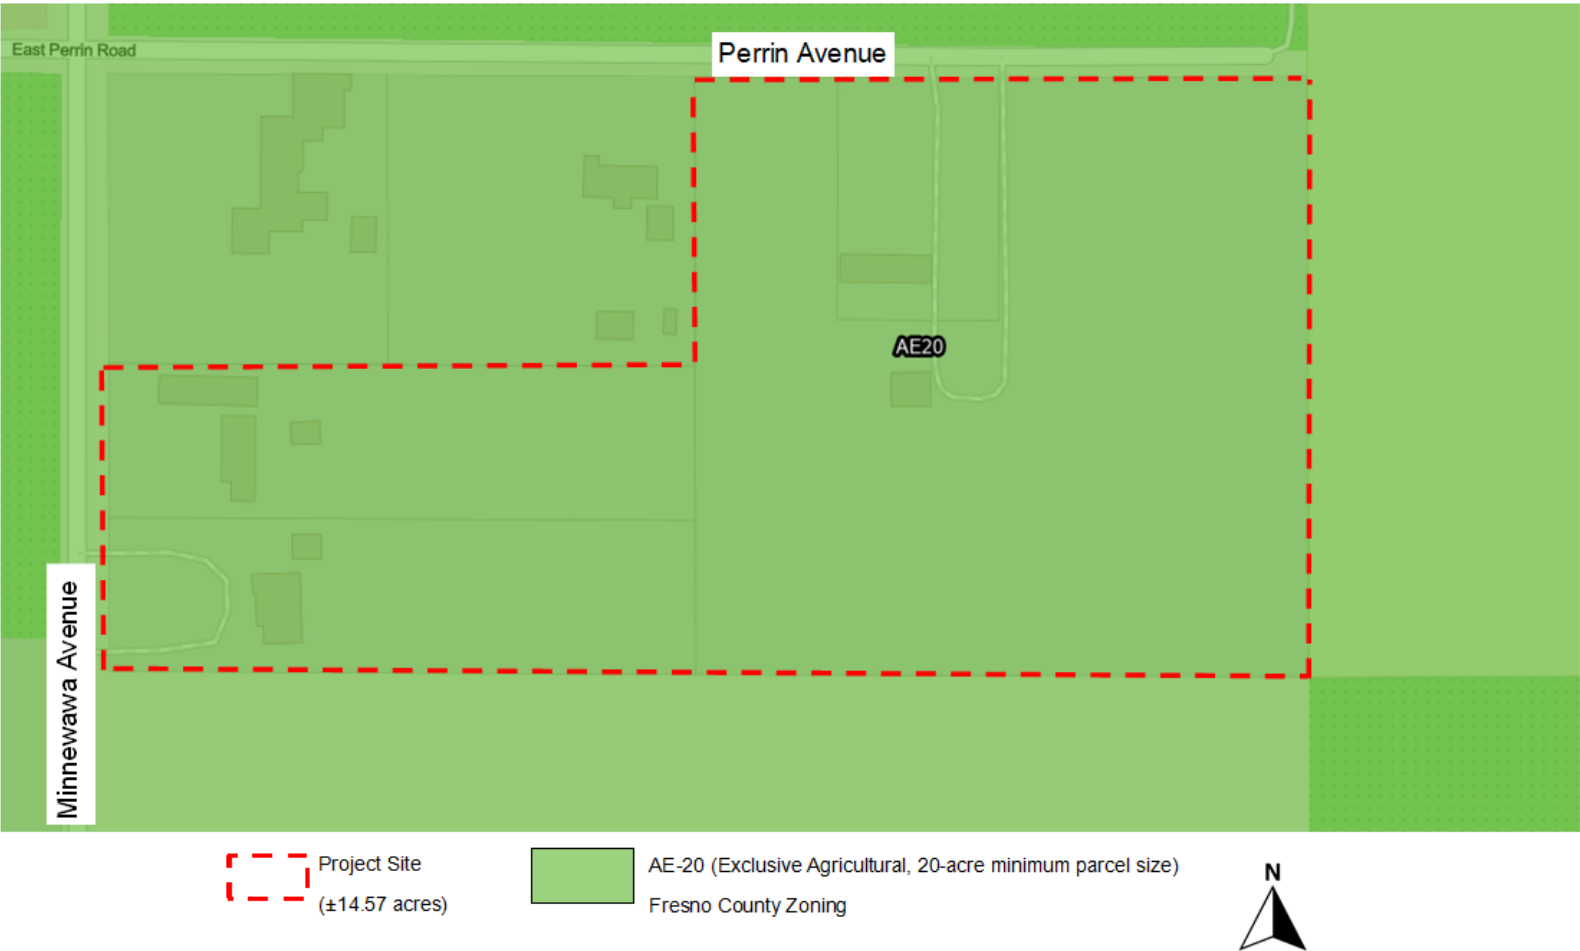 East Perrin Road
Perrin Avenue
AE20
Minnewawa Avenue
Project Site
(±14.57 acres)
AE-20 (Exclusive Agricultural, 20-acre minimum parcel size)
Fresno County Zoning
N